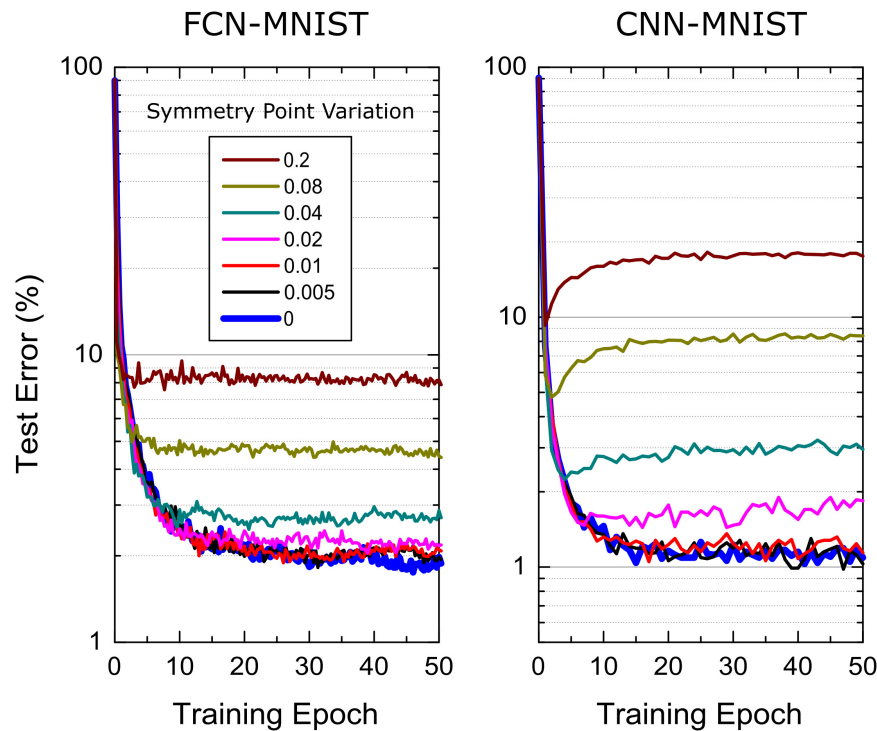 FCN-MNIST
CNN-MNIST
100
Symmetry Point Variation
0.2
0.08
0.04
0.02
0.01
0.005
0
10
1
Test Error (%)
0 10 20 30 40 50
Training Epoch
100
10
1
0 10 20 30 40 50
Training Epoch